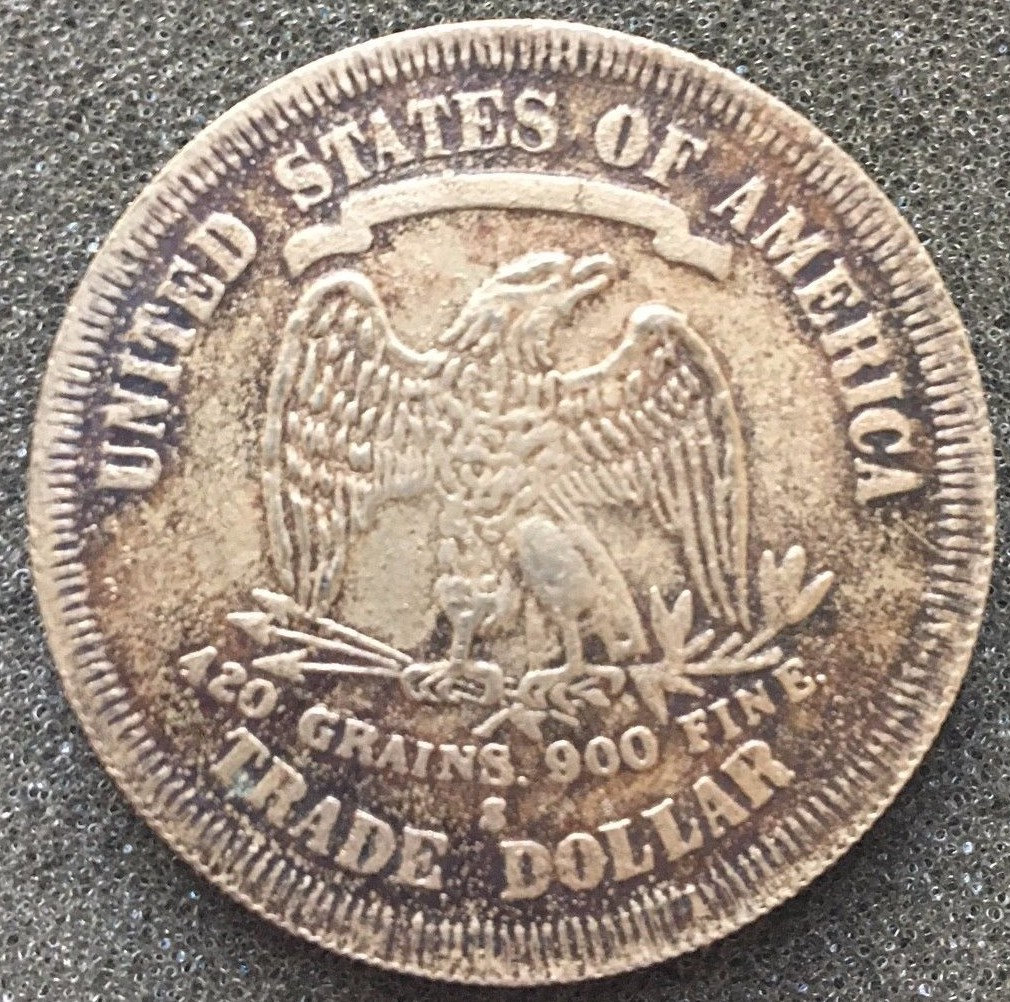 UNITED STATES OF AMERICA
420 GRAINS. 900 FINE.
S
TRADE DOLLAR